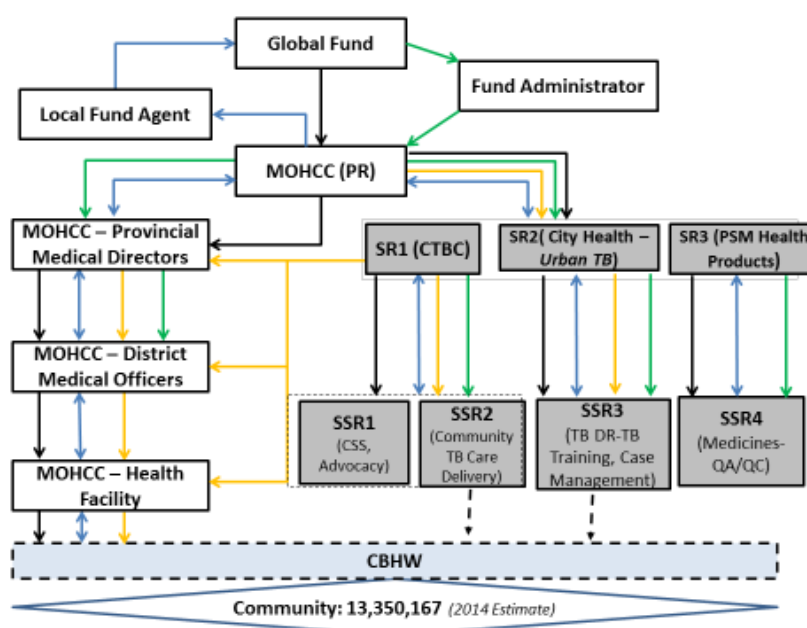 Global Fund
Fund Administrator
Local Fund Agent
MOHCC (PR)
MOHCC – Provincial
Medical Directors
SR1 (CTBC)
SR2( City Health –
Urban TB)
SR3 (PSM Health
Products)
MOHCC – District
Medical Officers
SSR1
(CSS,
Advocacy)
SSR2
(Community
TB Care
Delivery)
SSR3
(TB DR-TB
Training, Case
Management)
SSR4
(Medicines-
QA/QC)
MOHCC – Health
Facility
CBHW
Community: 13,350,167 (2014 Estimate)